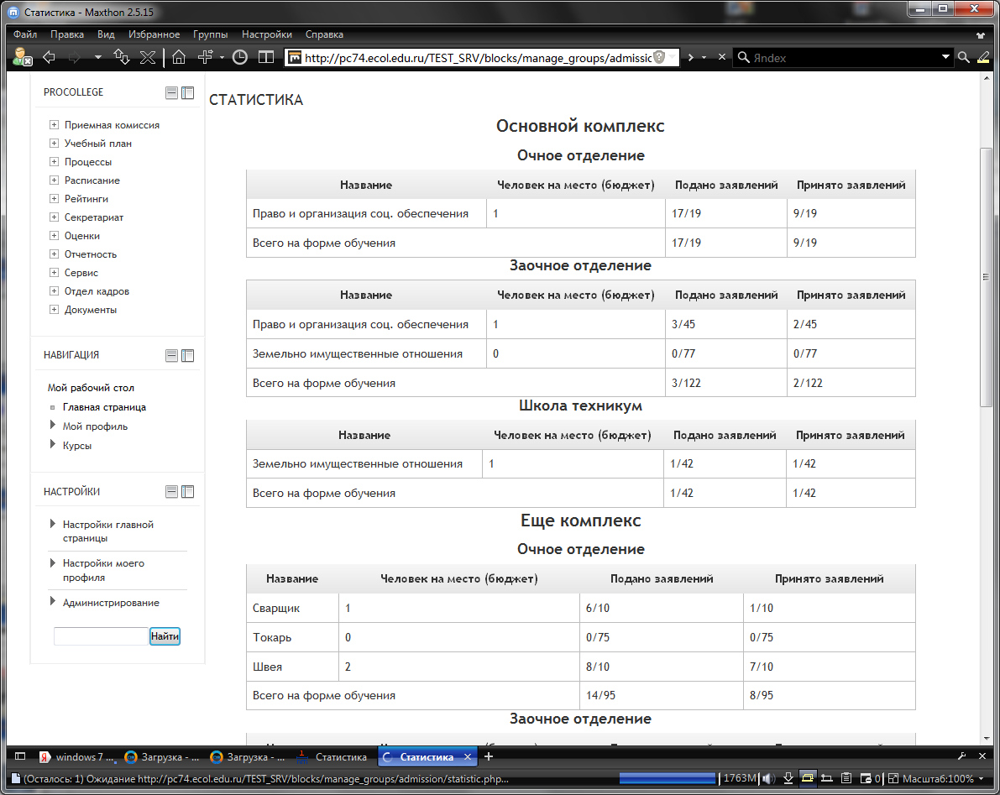 Статистика - Maxthon 2.5.15
Файл Правка Вид Избранное Группы Настройки Справка
http://pc74.ecol.edu.ru/TEST_SRV/blocks/manage_groups/admissic Яndex
PROCOLLEGE
Приемная комиссия
Учебный план
Процессы
Расписание
Рейтинги
Секретариат
Оценки
Отчетность
Сервис
Отдел кадров
Документы
НАВИГАЦИЯ
Мой рабочий стол
Главная страница
Мой профиль
Курсы
НАСТРОЙКИ
Настройки главной
страницы
Настройки моего
профиля
Администрирование
Найти
СТАТИСТИКА
Основной комплекс
Очное отделение
Название Человек на место (бюджет) Подано заявлений Принято заявлений
Право и организация соц. обеспечения 1 17/19 9/19
Всего на форме обучения 17/19 9/19
Заочное отделение
Название Человек на место (бюджет) Подано заявлений Принято заявлений
Право и организация соц. обеспечения 1 3/45 2/45
Земельно имущественные отношения 0 0/77 0/77
Всего на форме обучения 3/122 2/122
Школа техникум
Название Человек на место (бюджет) Подано заявлений Принято заявлений
Земельно имущественные отношения 1 1/42 1/42
Всего на форме обучения 1/42 1/42
Еще комплекс
Очное отделение
Название Человек на место (бюджет) Подано заявлений Принято заявлений
Сварщик 1 6/10 1/10
Токарь 0 0/75 0/75
Швея 2 8/10 7/10
Всего на форме обучения 14/95 8/95
Заочное отделение
windows 7 ... Загрузка - ... Загрузка - ... Статистика Статистика
(Осталось: 1) Ожидание http://pc74.ecol.edu.ru/TEST_SRV/blocks/manage_groups/admission/statistic.php... 1763M 0 Масштаб:100%